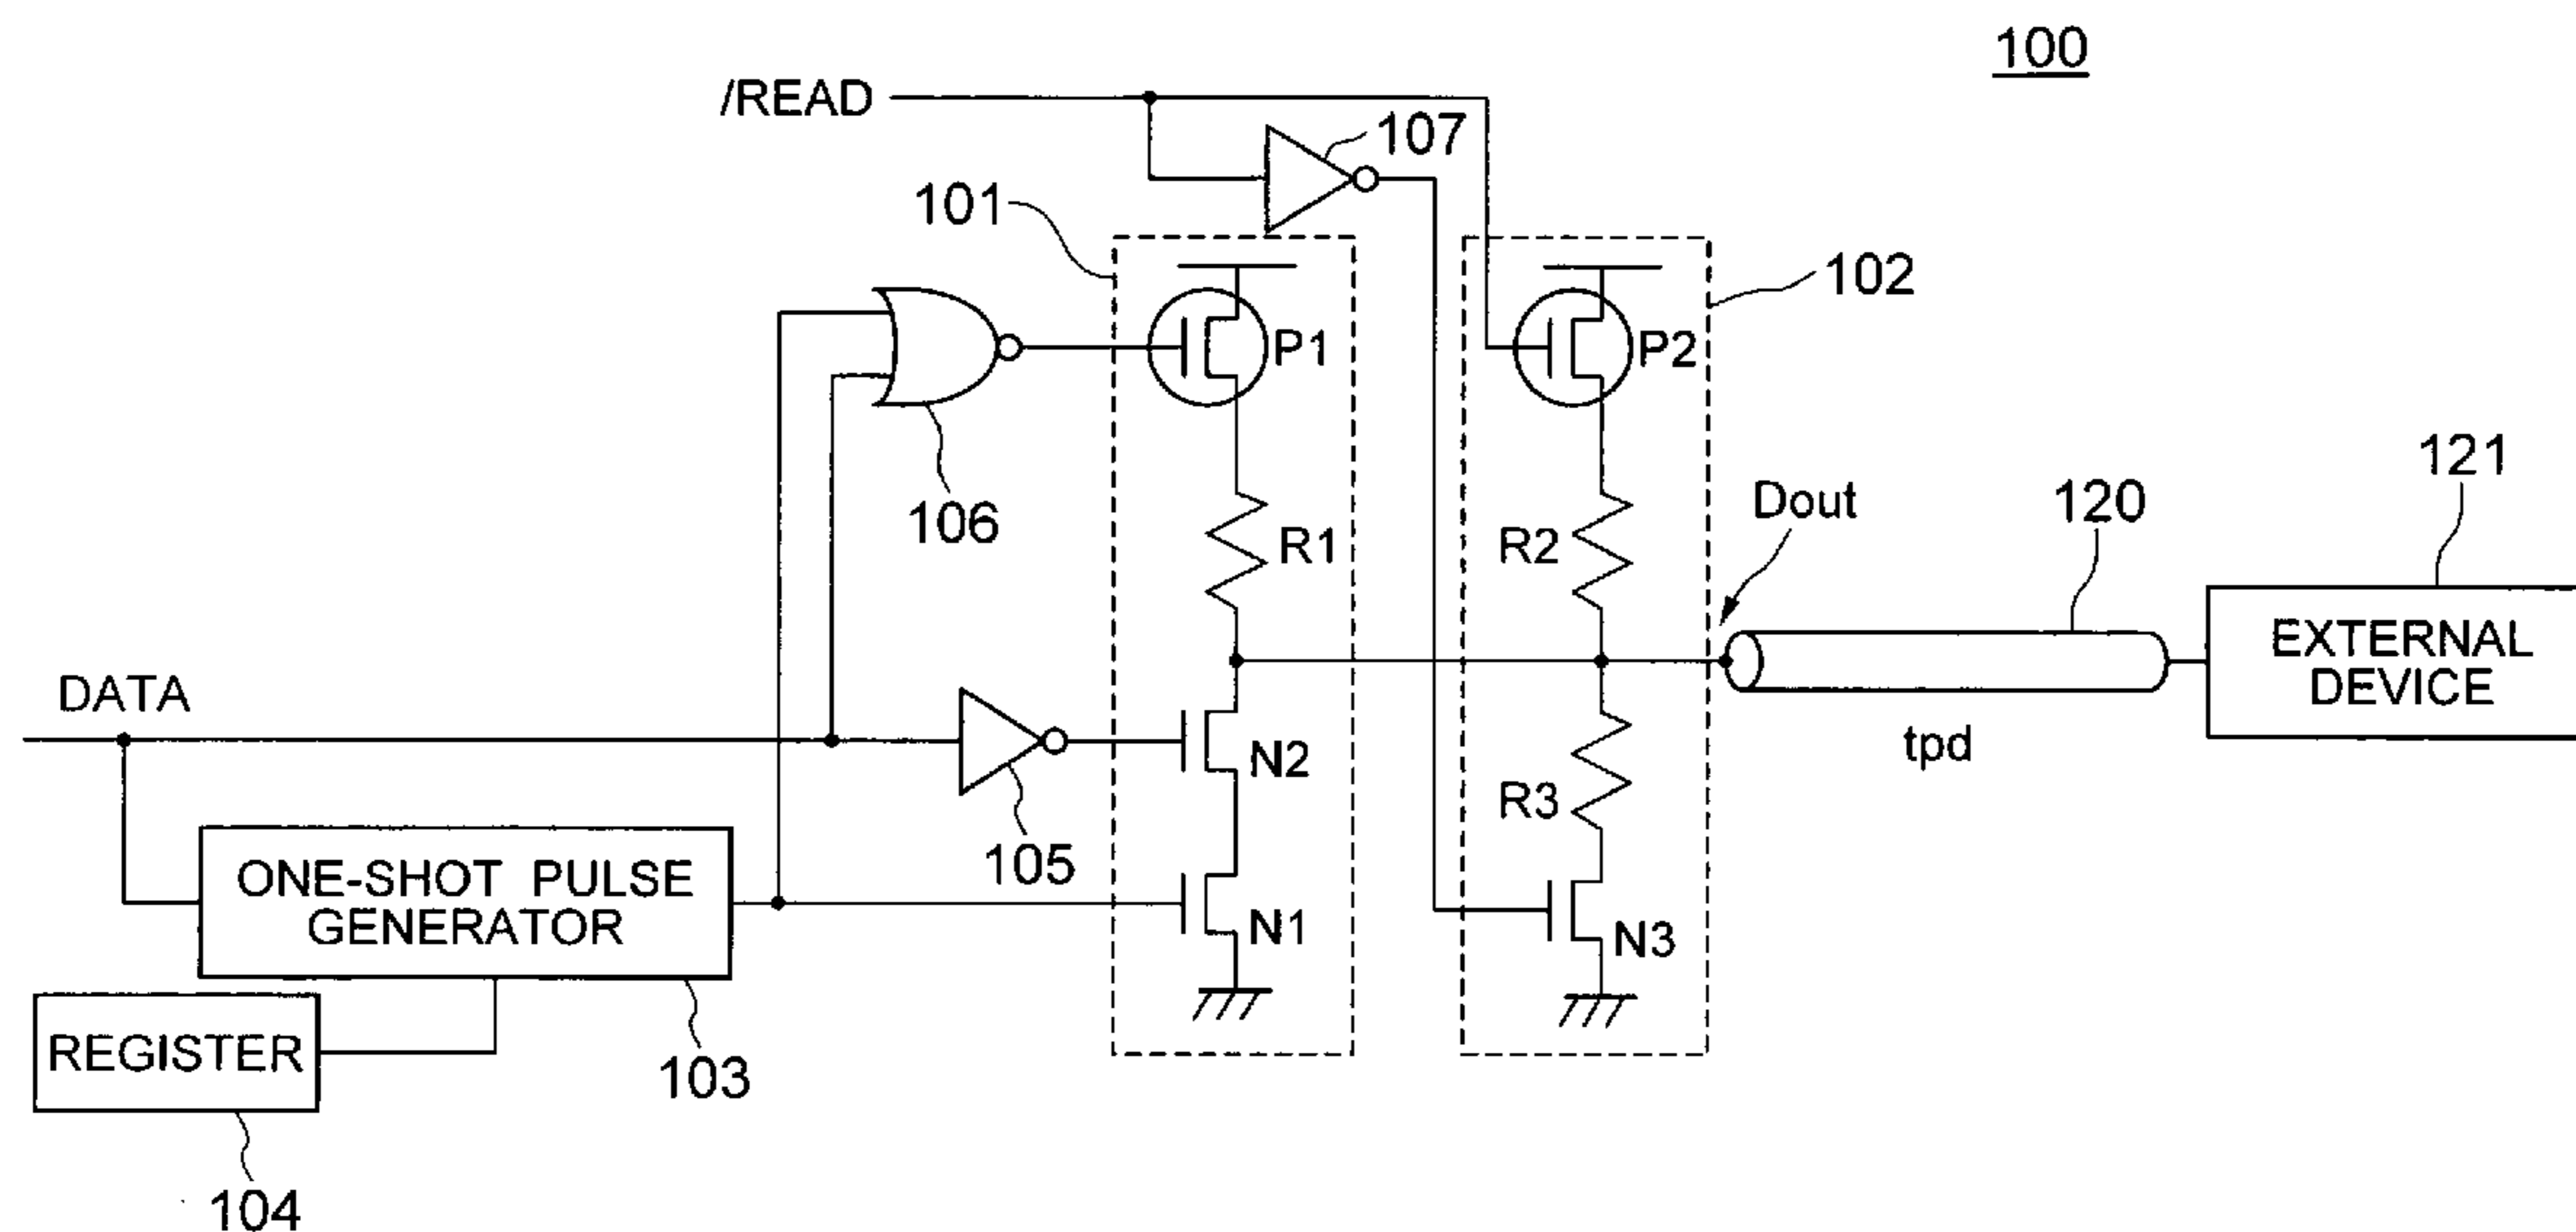 100
/READ
107
101
102
P1
P2
106
R1
R2
Dout
120
121
EXTERNAL
DEVICE
tpd
DATA
N2
R3
105
ONE-SHOT PULSE
GENERATOR
N1
N3
REGISTER
103
104